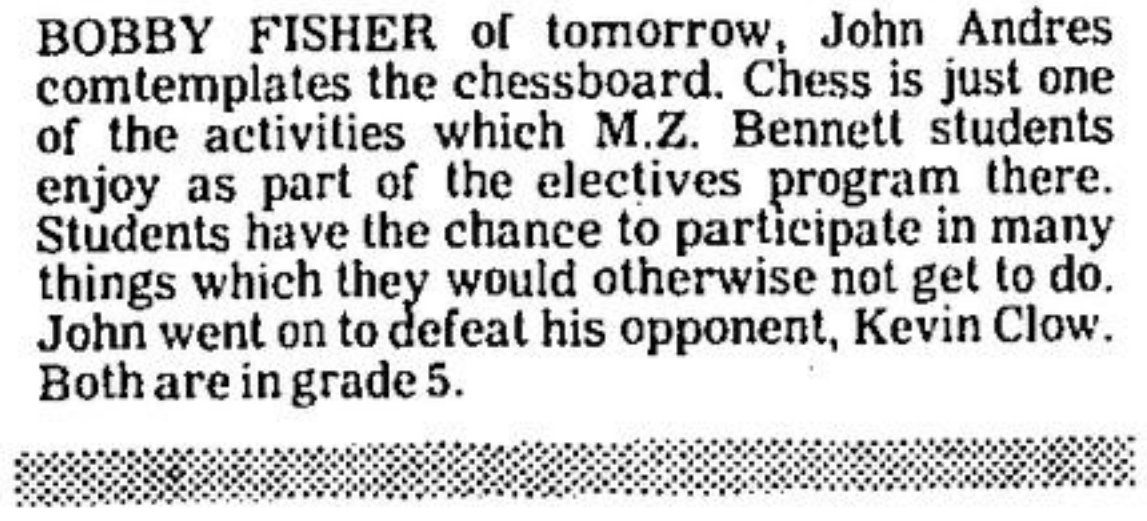 BOBBY FISHER of tomorrow, John Andres
comtemplates the chessboard. Chess is just one
of the activities which M.Z. Bennett students
enjoy as part of the electives program there.
Students have the chance to participate in many
things which they would otherwise not get to do.
John went on to defeat his opponent, Kevin Clow.
Both are in grade 5.